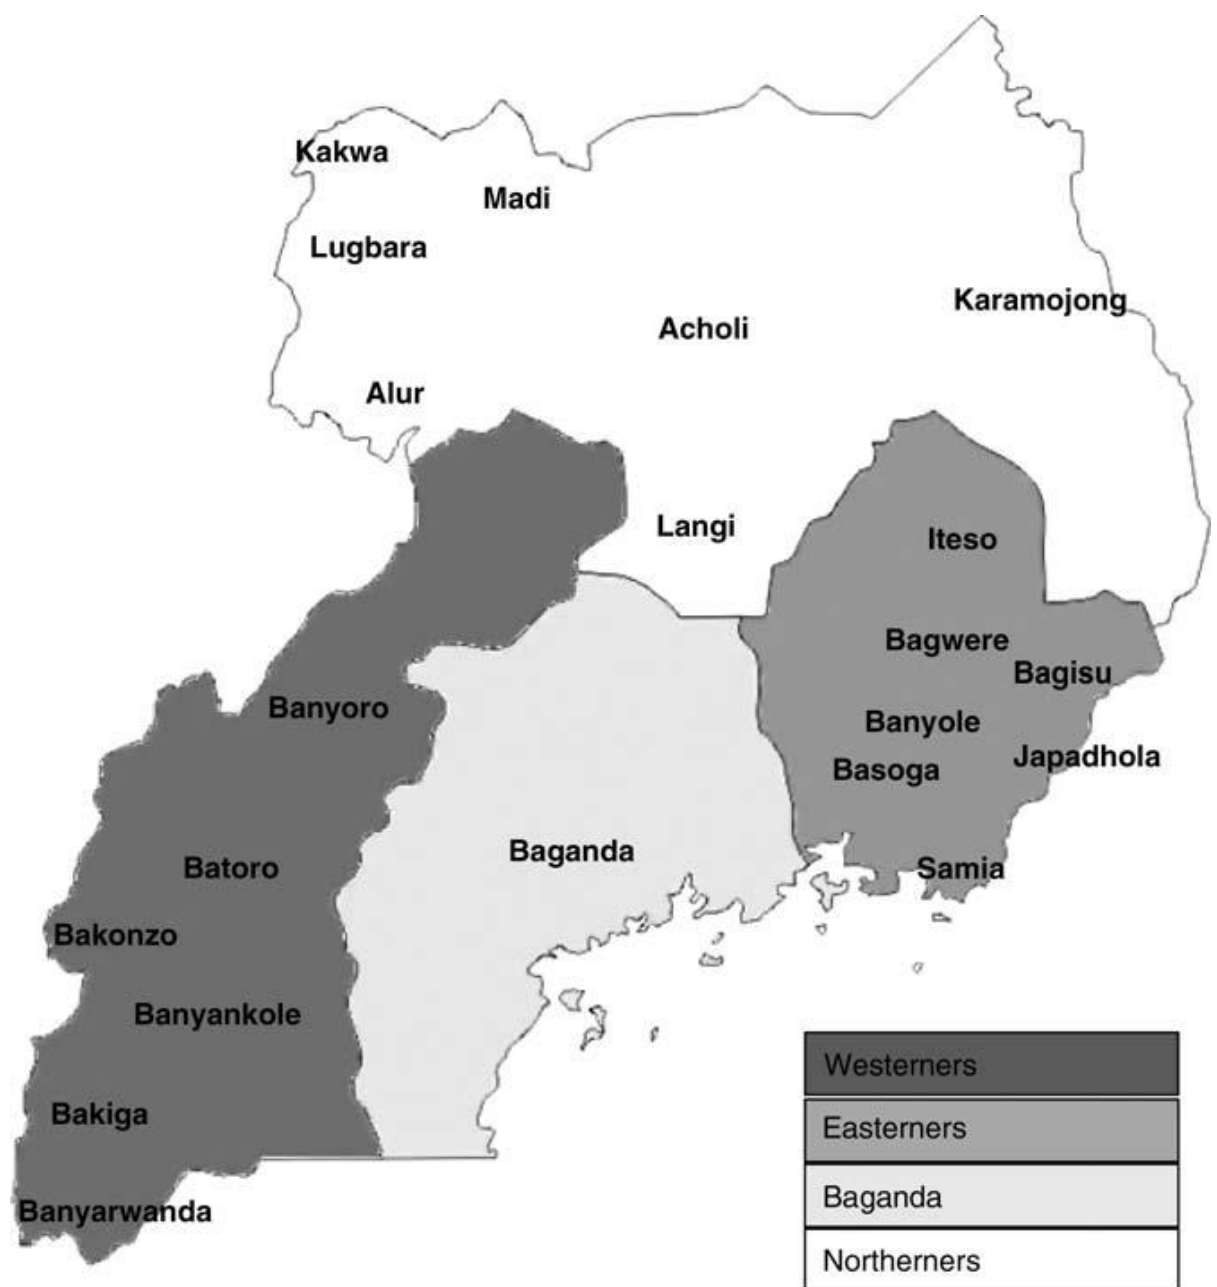 Kakwa
Madi
Lugbara
Karamojong
Acholi
Alur
Langi
Iteso
Bagwere
Bagisu
Banyoro
Banyole
Japadhola
Basoga
Baganda
Batoro
Samia
Bakonzo
Banyankole
Bakiga
Banyarwanda
Westerners
Easterners
Baganda
Northerners